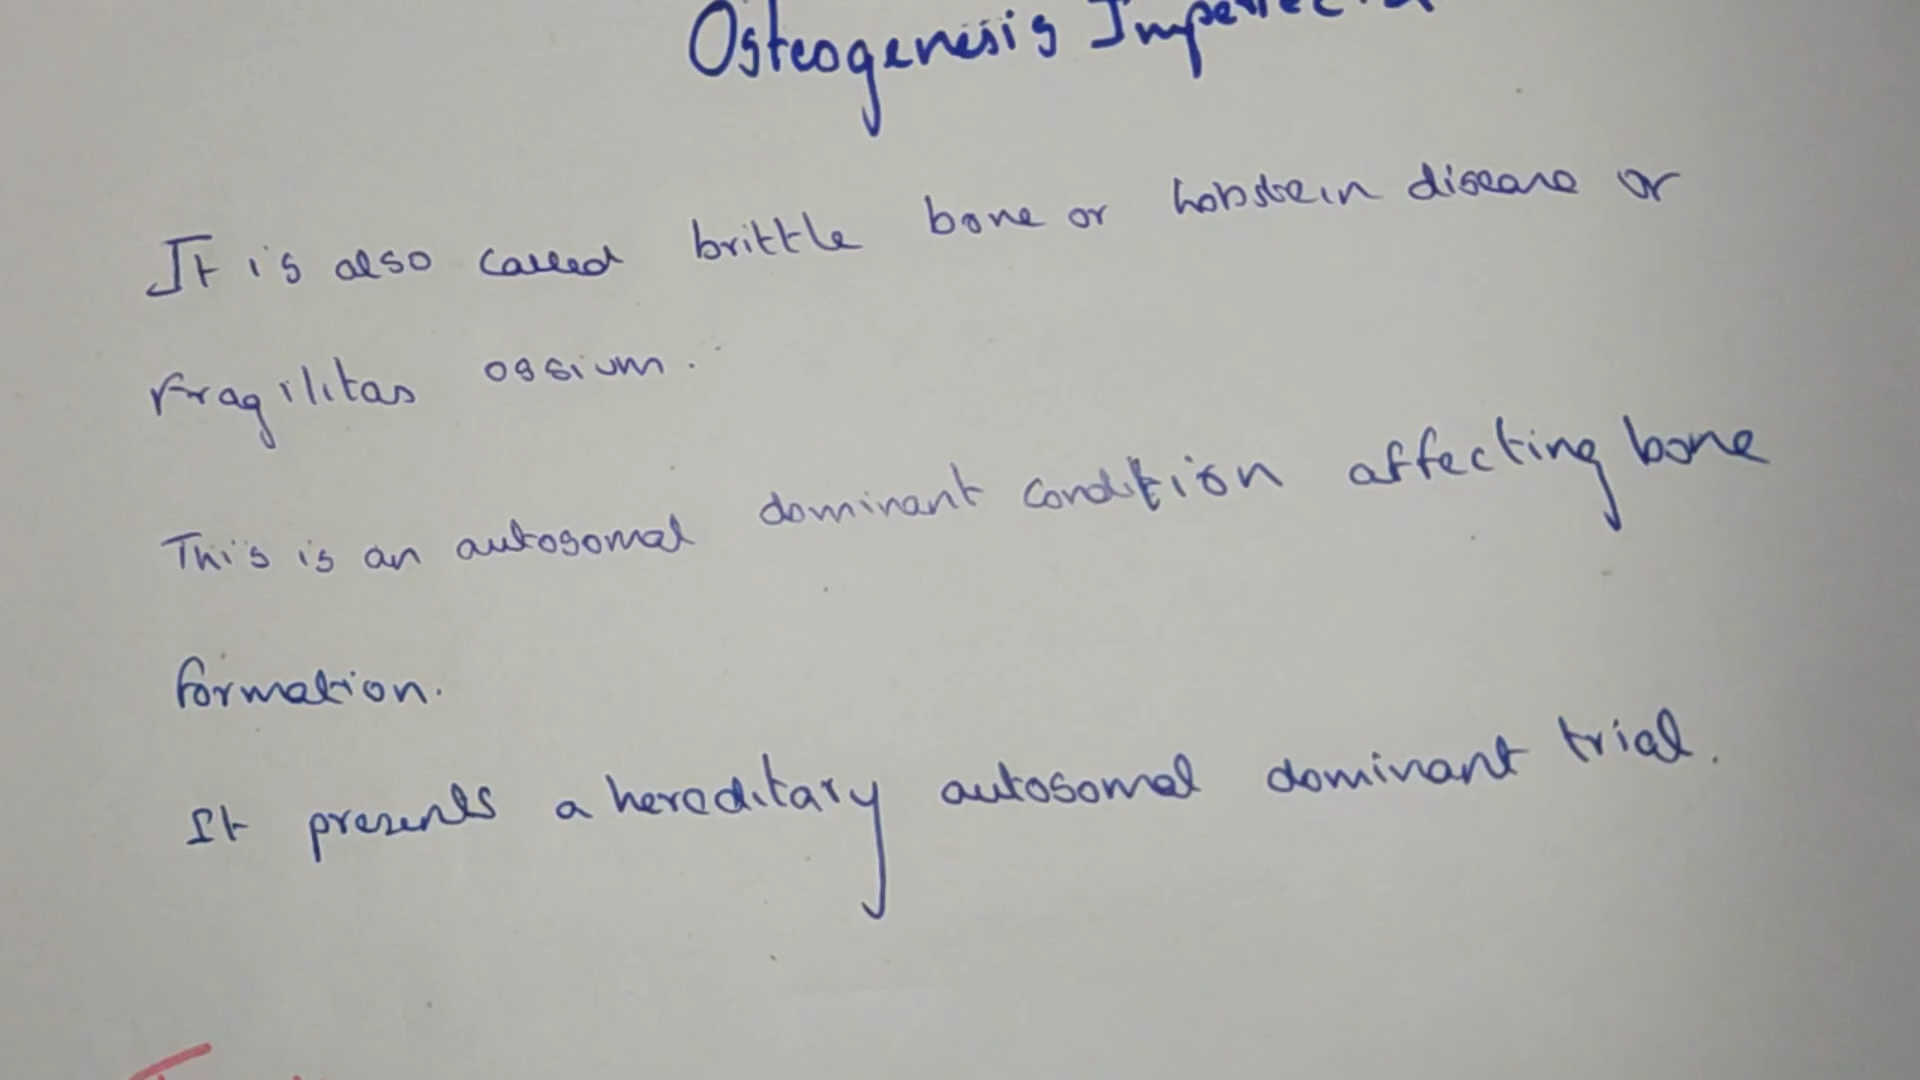 Osteogenesis Imperfecta
It is also called brittle bone or hobstein disease or
Fragilitas ossium.
This is an autosomal dominant condition affecting bone
formation.
It presents a hereditary autosomal dominant trial.